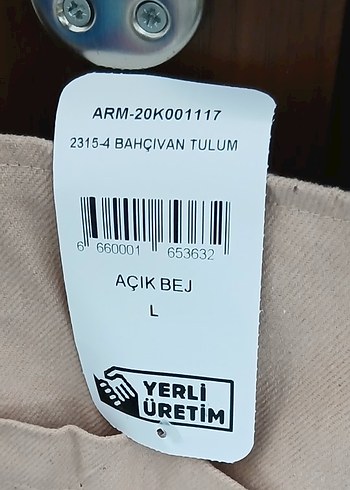 ARM-20K001117
2315-4 BAHÇIVAN TULUM
6 660001 653632
AÇIK BEJ
L
YERLİ
ÜRETİM